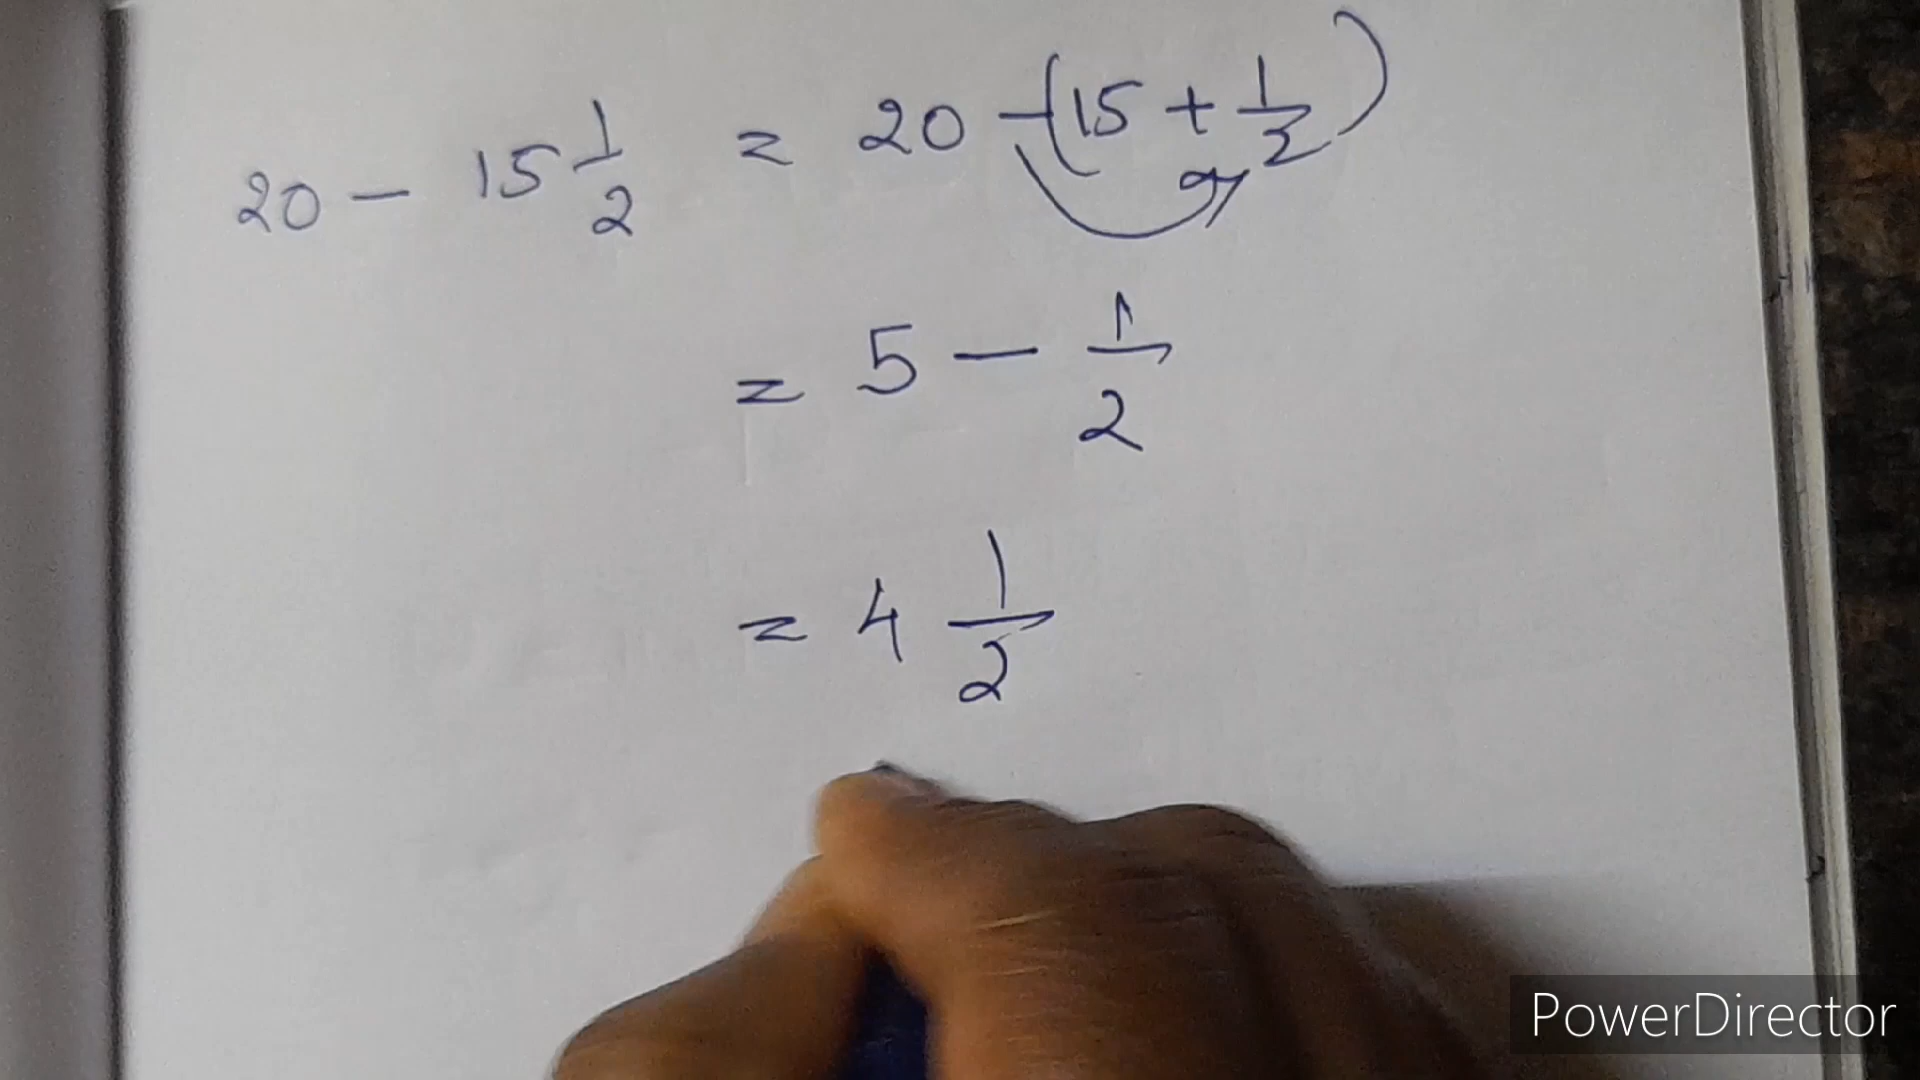 20 - 15 1/2 = 20 - (15 + 1/2)
= 5 - 1/2
= 4 1/2
PowerDirector